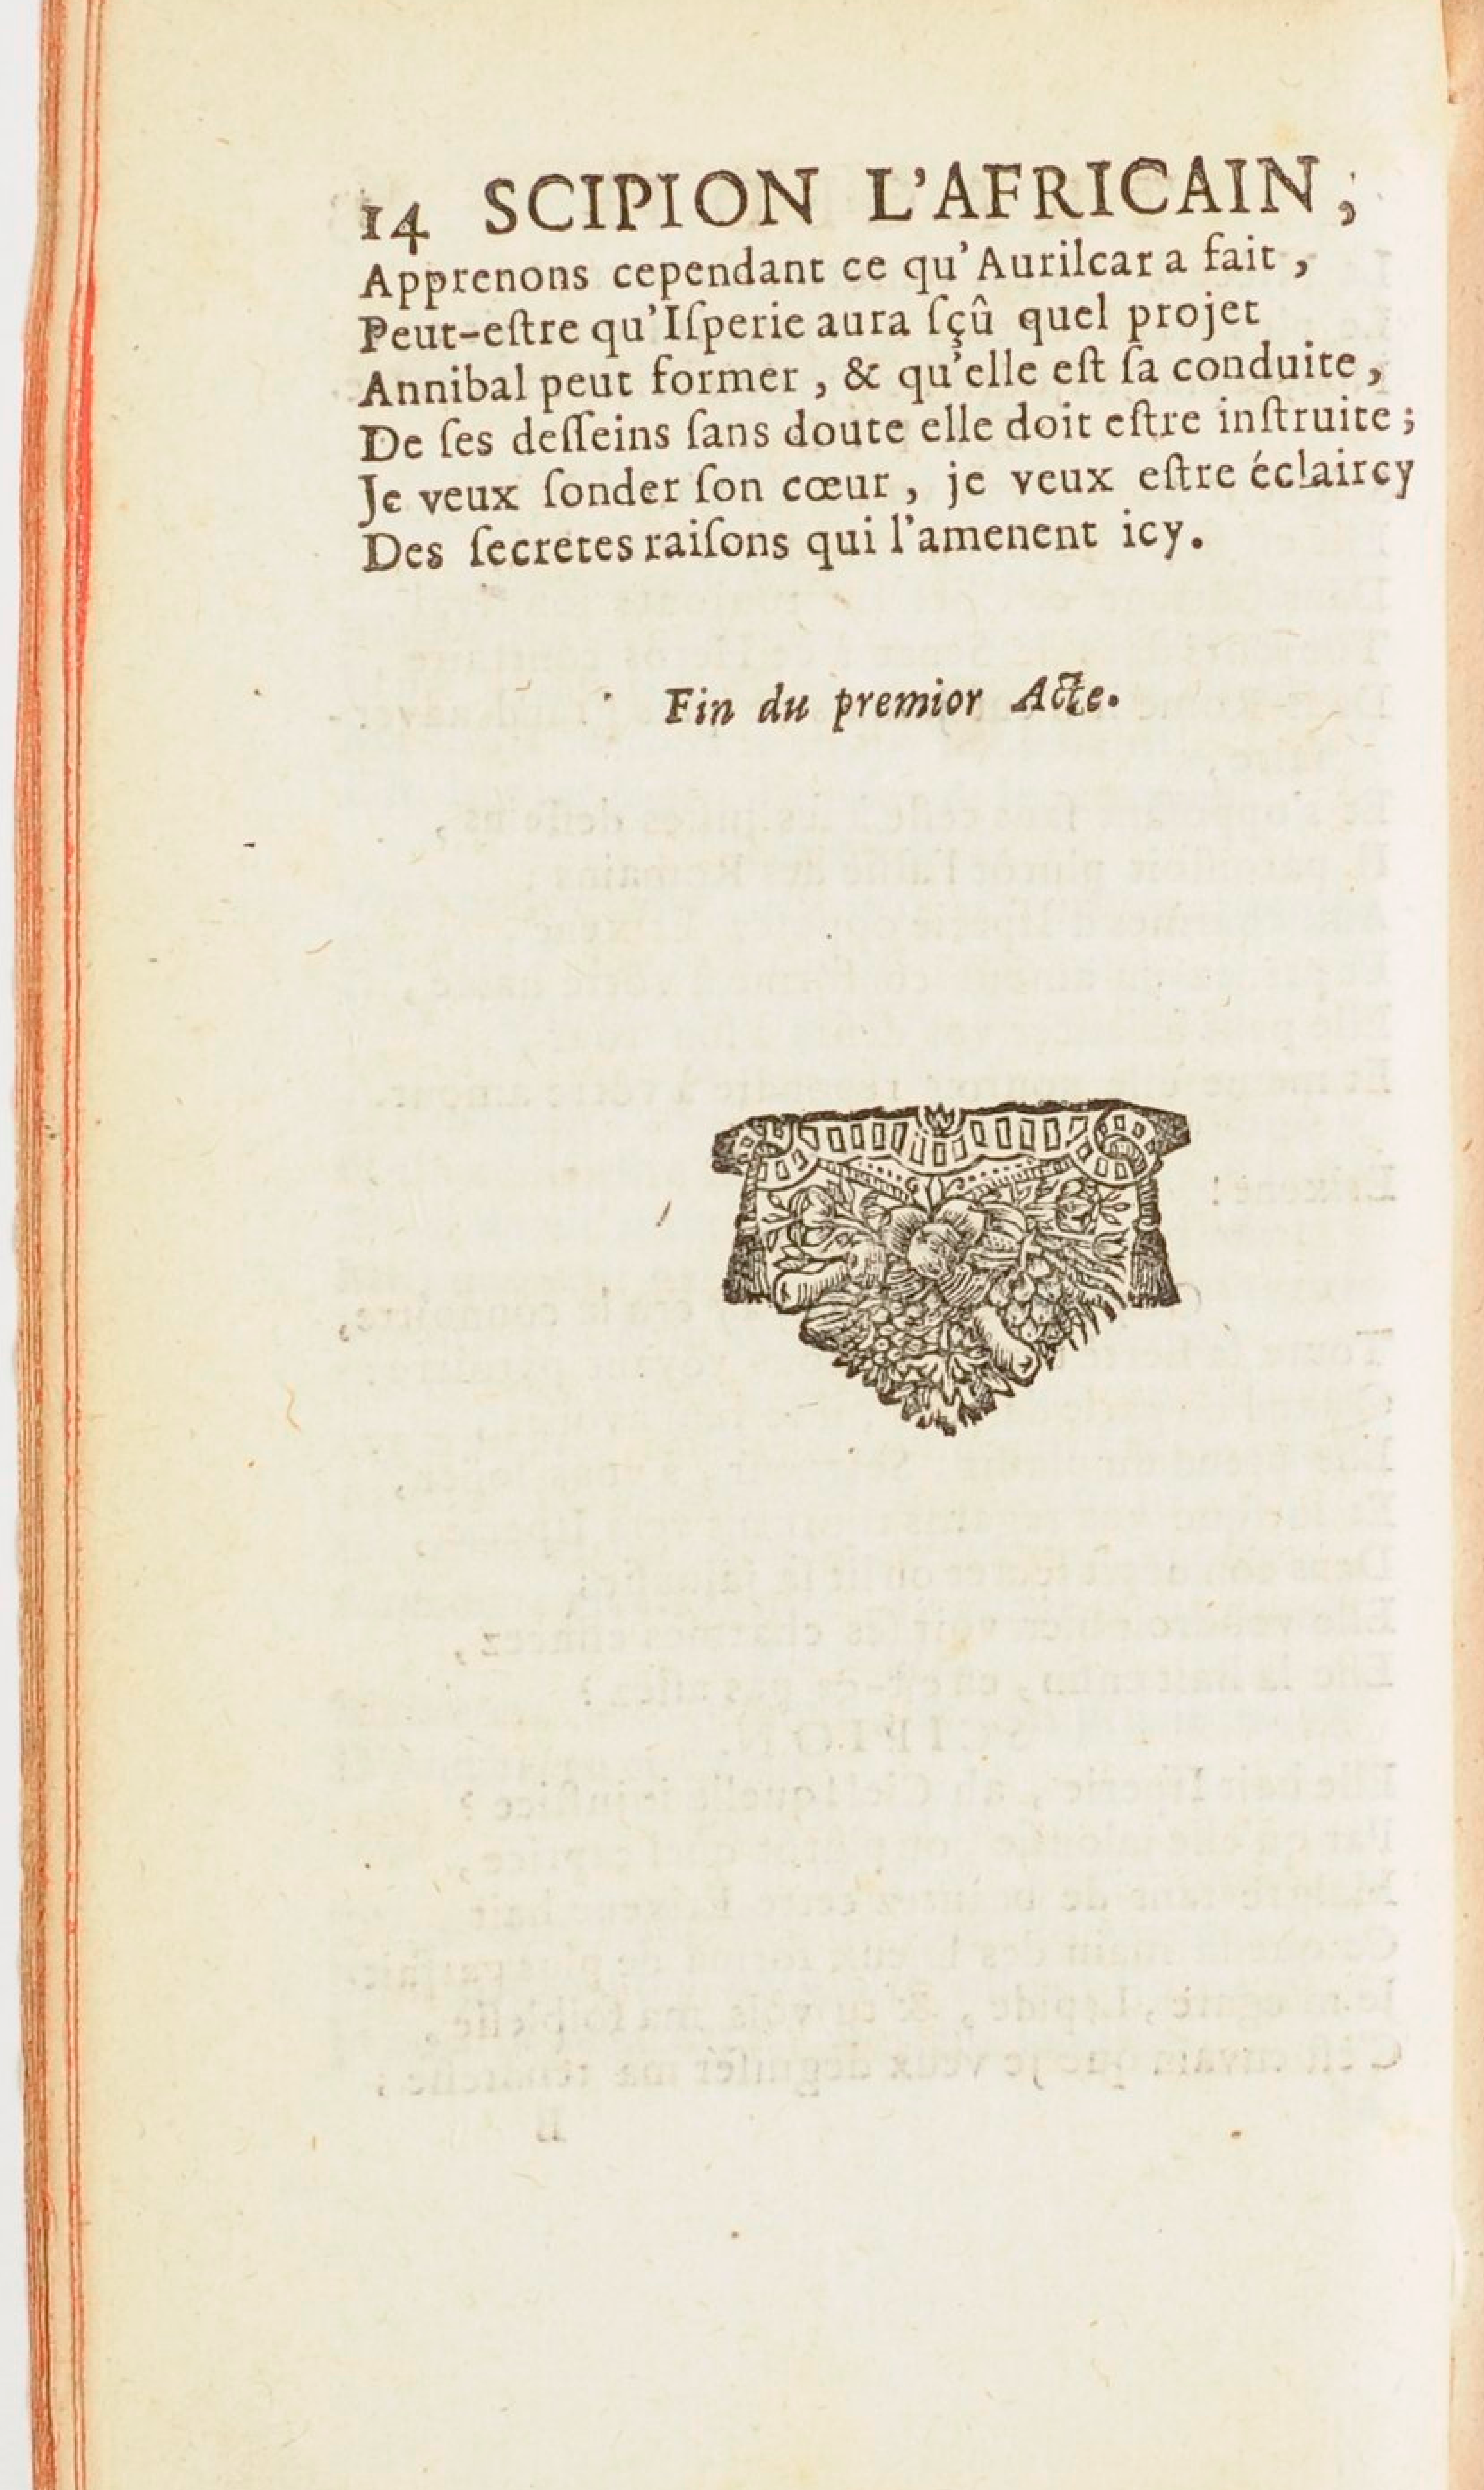 14 SCIPION L'AFRICAIN,
Apprenons cependant ce qu'Aurilcar a fait,
Peut-eſtre qu'Iſperie aura ſçû quel projet
Annibal peut former, & qu'elle eſt ſa conduite,
De ſes deſſeins ſans doute elle doit eſtre inſtruite;
Je veux ſonder ſon cœur, je veux eſtre éclaircy
Des ſecretes raiſons qui l'amenent icy.
Fin du premior Acte.